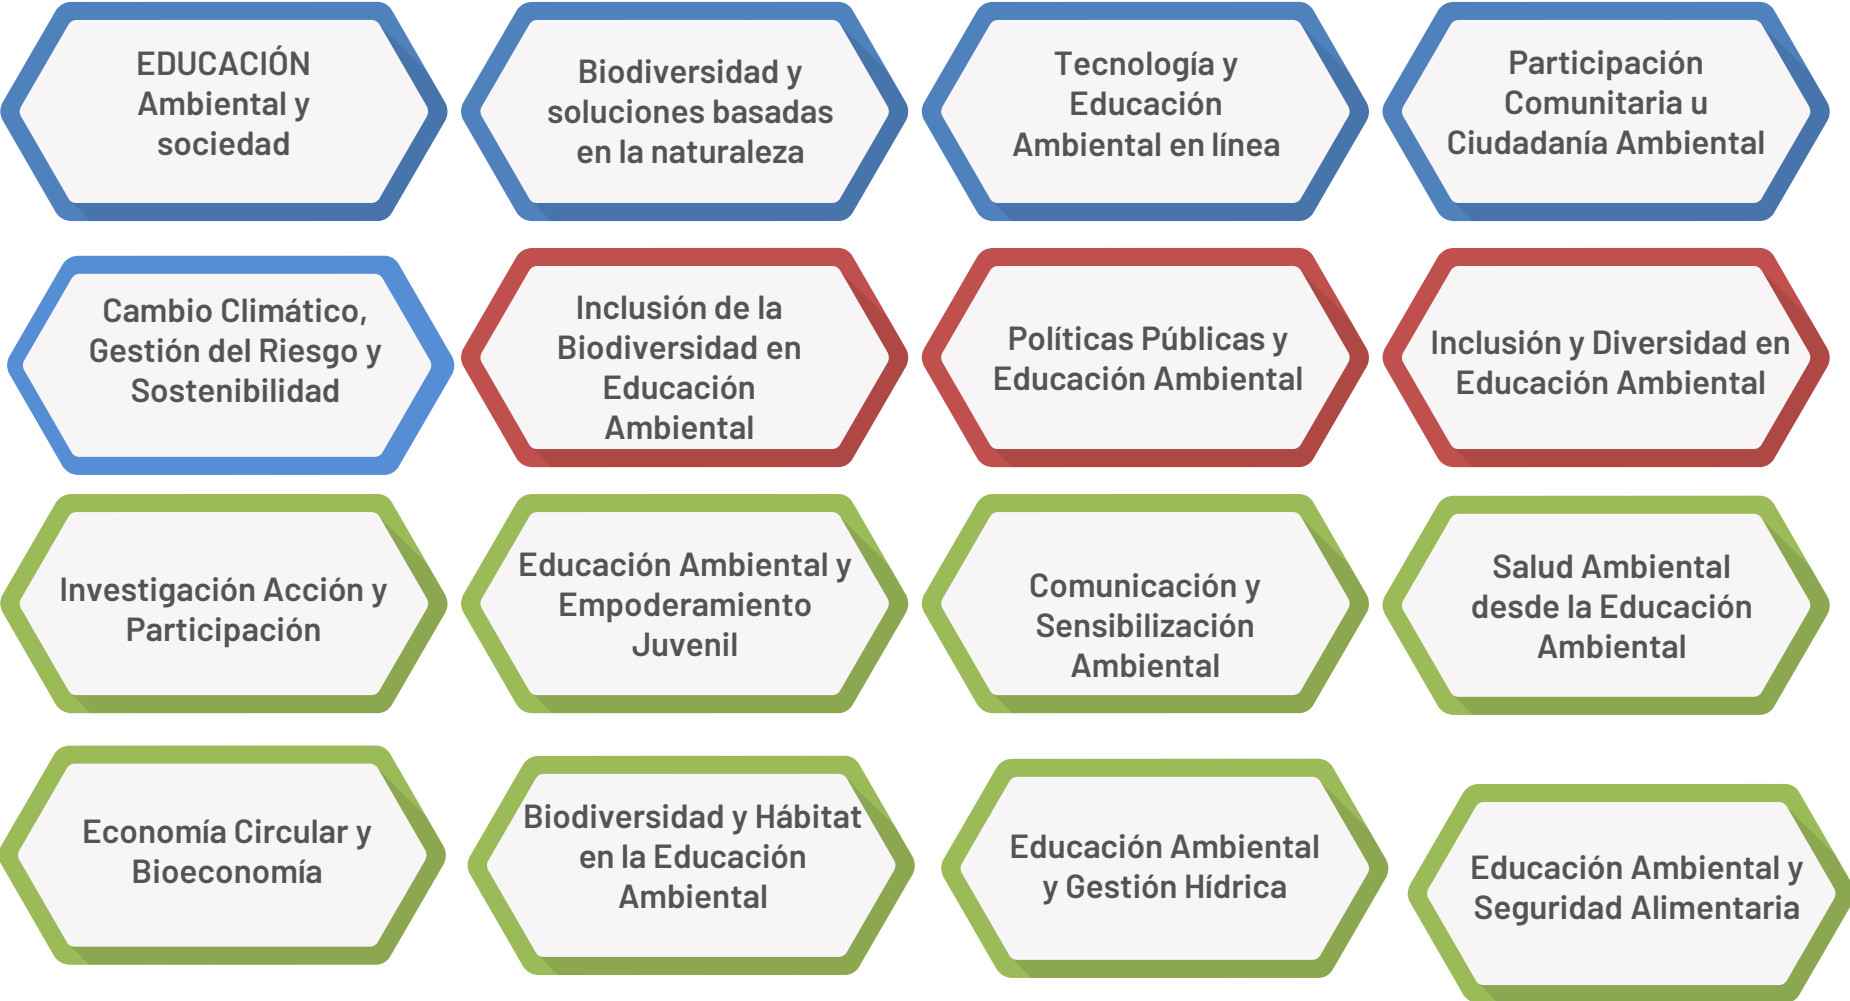 EDUCACIÓN
Ambiental y
sociedad
Biodiversidad y
soluciones basadas
en la naturaleza
Tecnología y
Educación
Ambiental en línea
Participación
Comunitaria u
Ciudadanía Ambiental
Cambio Climático,
Gestión del Riesgo y
Sostenibilidad
Inclusión de la
Biodiversidad en
Educación
Ambiental
Políticas Públicas y
Educación Ambiental
Inclusión y Diversidad en
Educación Ambiental
Investigación Acción y
Participación
Educación Ambiental y
Empoderamiento
Juvenil
Comunicación y
Sensibilización
Ambiental
Salud Ambiental
desde la Educación
Ambiental
Economía Circular y
Bioeconomía
Biodiversidad y Hábitat
en la Educación
Ambiental
Educación Ambiental
y Gestión Hídrica
Educación Ambiental y
Seguridad Alimentaria